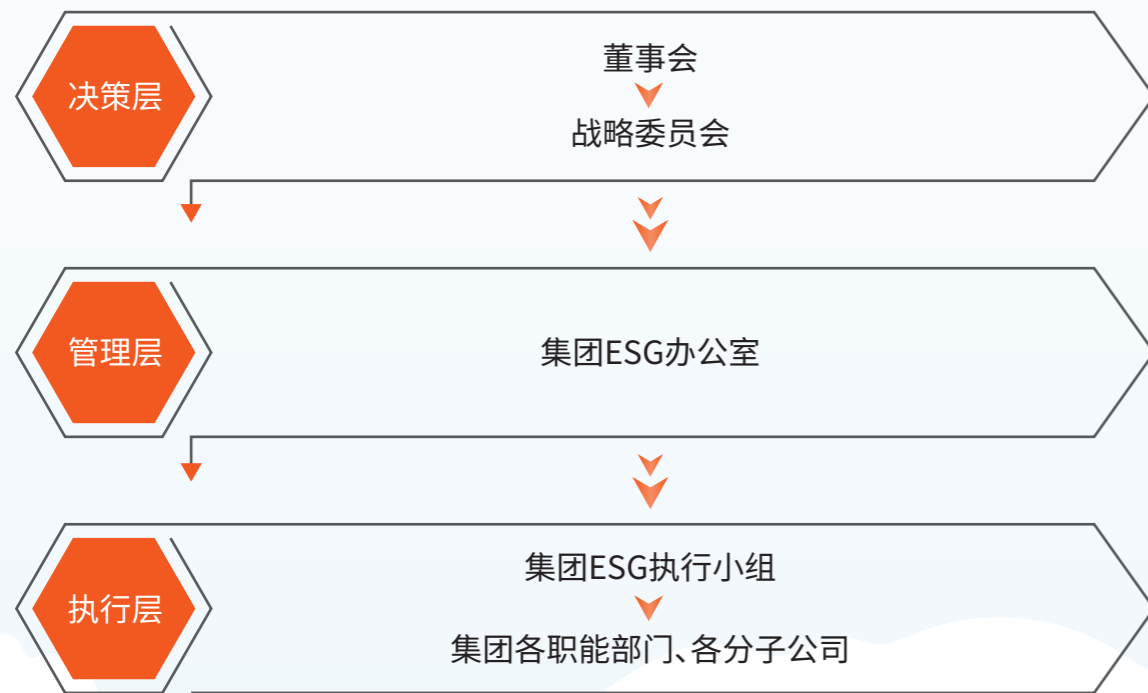 决策层
董事会
战略委员会
管理层
集团ESG办公室
执行层
集团ESG执行小组
集团各职能部门、各分子公司